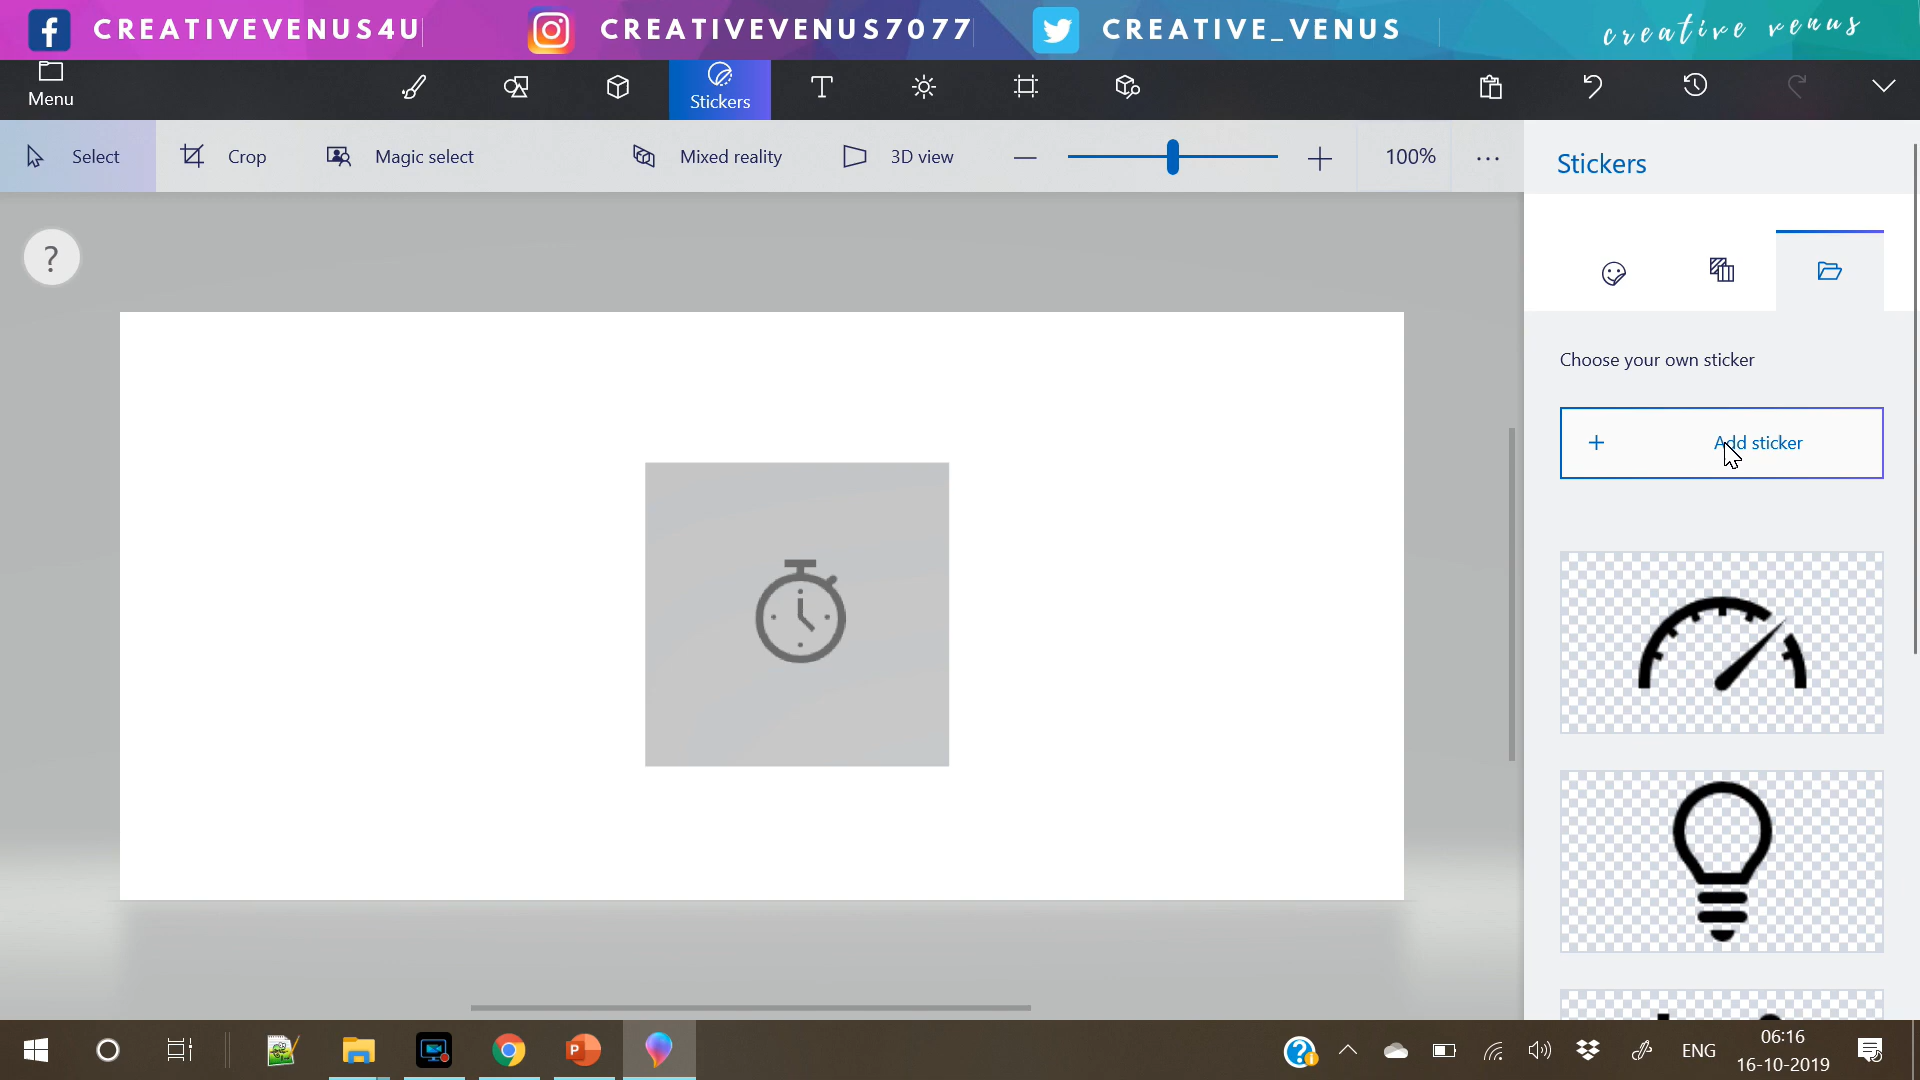 CREATIVEVENUS4U
CREATIVEVENUS7077
CREATIVE_VENUS
creative venus
Menu
Stickers
Select
Crop
Magic select
Mixed reality
3D view
100%
Stickers
?
Choose your own sticker
+ Add sticker
ENG
06:16
16-10-2019